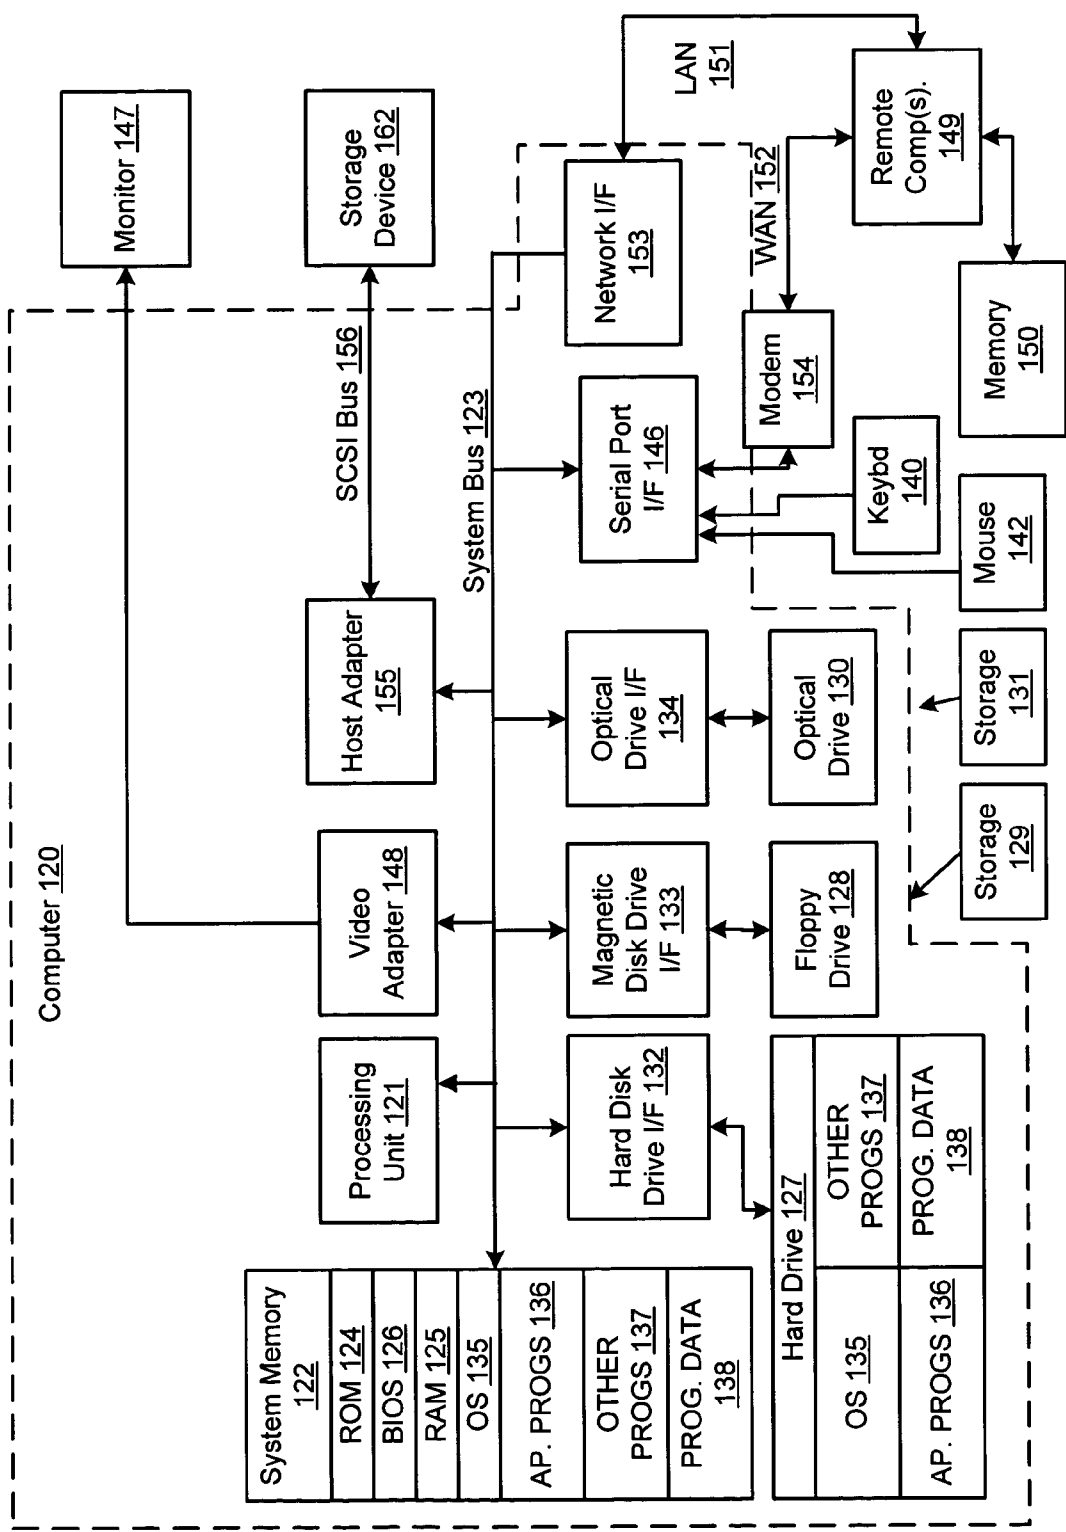 Computer 120
Monitor 147
Storage
Device 162
SCSI Bus 156
Host Adapter
155
Video
Adapter 148
Processing
Unit 121
System Memory
122
ROM 124
BIOS 126
RAM 125
OS 135
AP. PROGS 136
OTHER
PROGS 137
PROG. DATA
138
System Bus 123
Hard Disk
Drive I/F 132
Magnetic
Disk Drive
I/F 133
Optical
Drive I/F
134
Serial Port
I/F 146
Network I/F
153
LAN
151
Hard Drive 127
OS 135
OTHER
PROGS 137
AP. PROGS 136
PROG. DATA
138
Floppy
Drive 128
Optical
Drive 130
Modem
154
WAN 152
Remote
Comp(s).
149
Keybd
140
Storage
129
Storage
131
Mouse
142
Memory
150